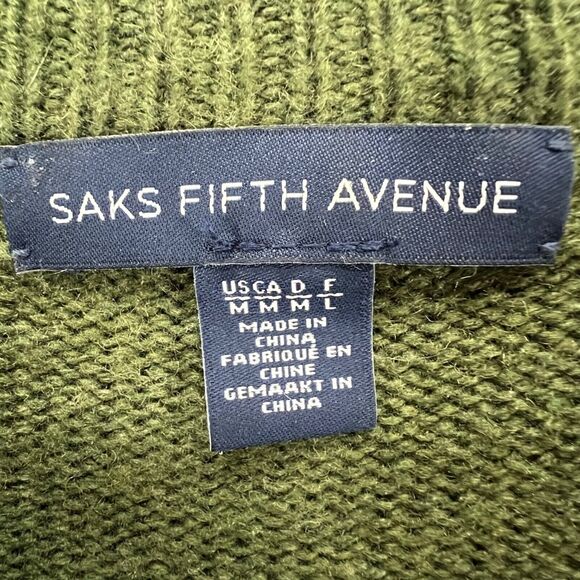 SAKS FIFTH AVENUE
US CA D F
M M M L
MADE IN
CHINA
FABRIQUÉ EN
CHINE
GEMAAKT IN
CHINA